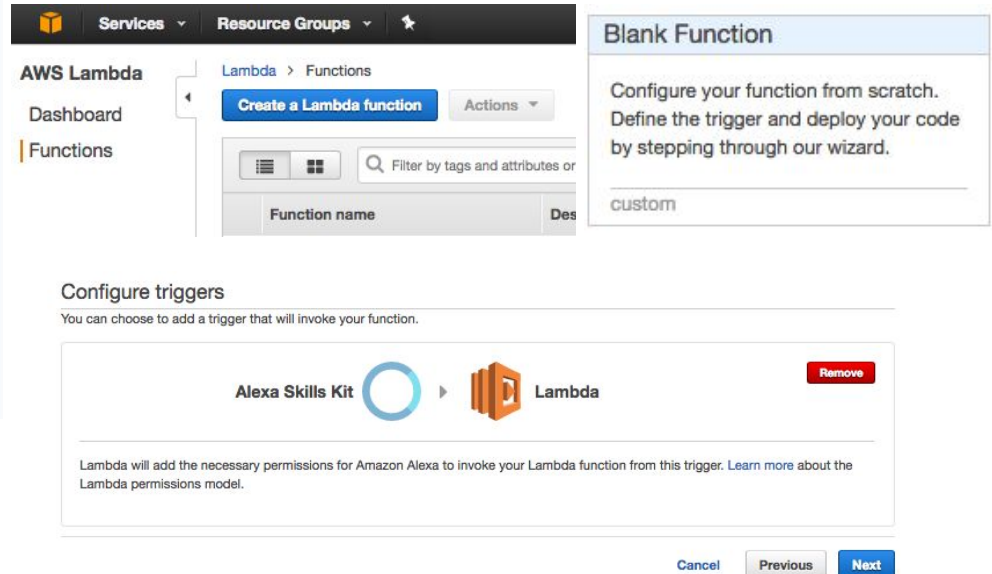 Services
Resource Groups
AWS Lambda
Dashboard
Functions
Lambda > Functions
Create a Lambda function
Actions
Filter by tags and attributes or
Function name
Des
Blank Function
Configure your function from scratch.
Define the trigger and deploy your code
by stepping through our wizard.
custom
Configure triggers
You can choose to add a trigger that will invoke your function.
Remove
Alexa Skills Kit
Lambda
Lambda will add the necessary permissions for Amazon Alexa to invoke your Lambda function from this trigger. Learn more about the
Lambda permissions model.
Cancel
Previous
Next